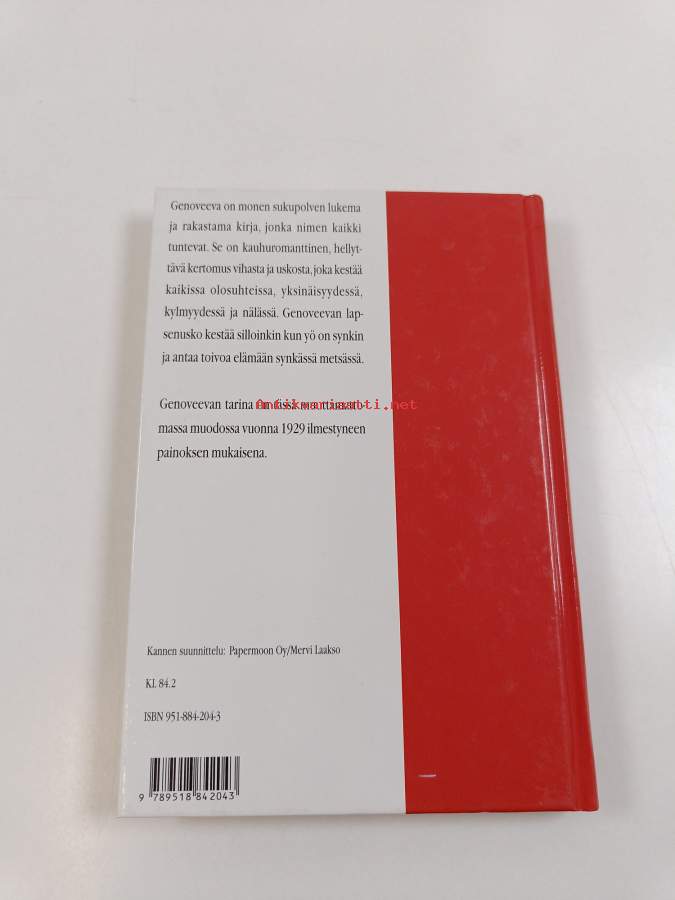 Genoveeva on monen sukupolven lukema
ja rakastama kirja, jonka nimen kaikki
tuntevat. Se on kauhuromanttinen, hellyt-
tävä kertomus vihasta ja uskosta, joka kestää
kaikissa olosuhteissa, yksinäisyydessä,
kylmyydessä ja nälässä. Genoveevan lap-
senusko kestää silloinkin kun yö on synkin
ja antaa toivoa elämään synkässä metsässä.
Genoveevan tarina on
Antikvariaatti.net
massa muodossa vuonna 1929 ilmestyneen
painoksen mukaisena.
Kannen suunnittelu: Papermoon Oy/Mervi Laakso
Kl. 84.2
ISBN 951-884-204-3
9 789518 842043